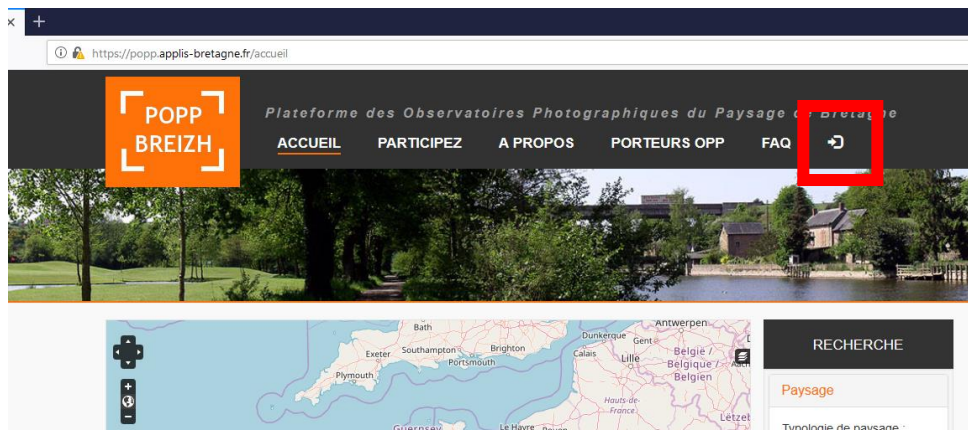 × +
https://popp.applis-bretagne.fr/accueil
POPP
BREIZH
Plateforme des Observatoires Photographiques du Paysage de Bretagne
ACCUEIL PARTICIPEZ A PROPOS PORTEURS OPP FAQ
Bath
Exeter Southampton Brighton
Portsmouth
Plymouth
Dunkerque
Calais
Gent
Antwerpen
Lille
België /
Belgique /
Belgien
Hauts-de-
France
Guernsey
Le Havre
RECHERCHE
Paysage
Typologie de paysage :